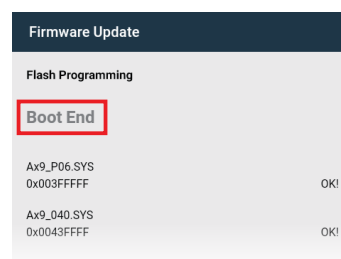 Firmware Update
Flash Programming
Boot End
Ax9_P06.SYS
0x003FFFFF OK!
Ax9_040.SYS
0x0043FFFF OK!